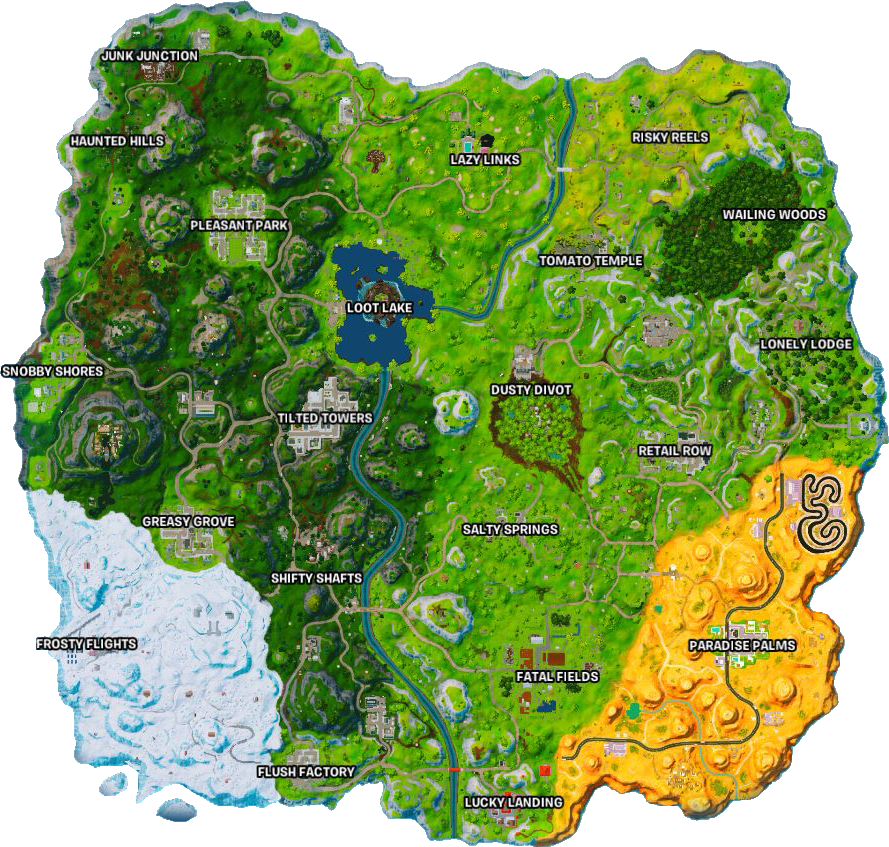 JUNK JUNCTION
HAUNTED HILLS
RISKY REELS
LAZY LINKS
WAILING WOODS
PLEASANT PARK
TOMATO TEMPLE
LOOT LAKE
LONELY LODGE
SNOBBY SHORES
DUSTY DIVOT
TILTED TOWERS
RETAIL ROW
GREASY GROVE
SALTY SPRINGS
SHIFTY SHAFTS
FROSTY FLIGHTS
PARADISE PALMS
FATAL FIELDS
FLUSH FACTORY
LUCKY LANDING